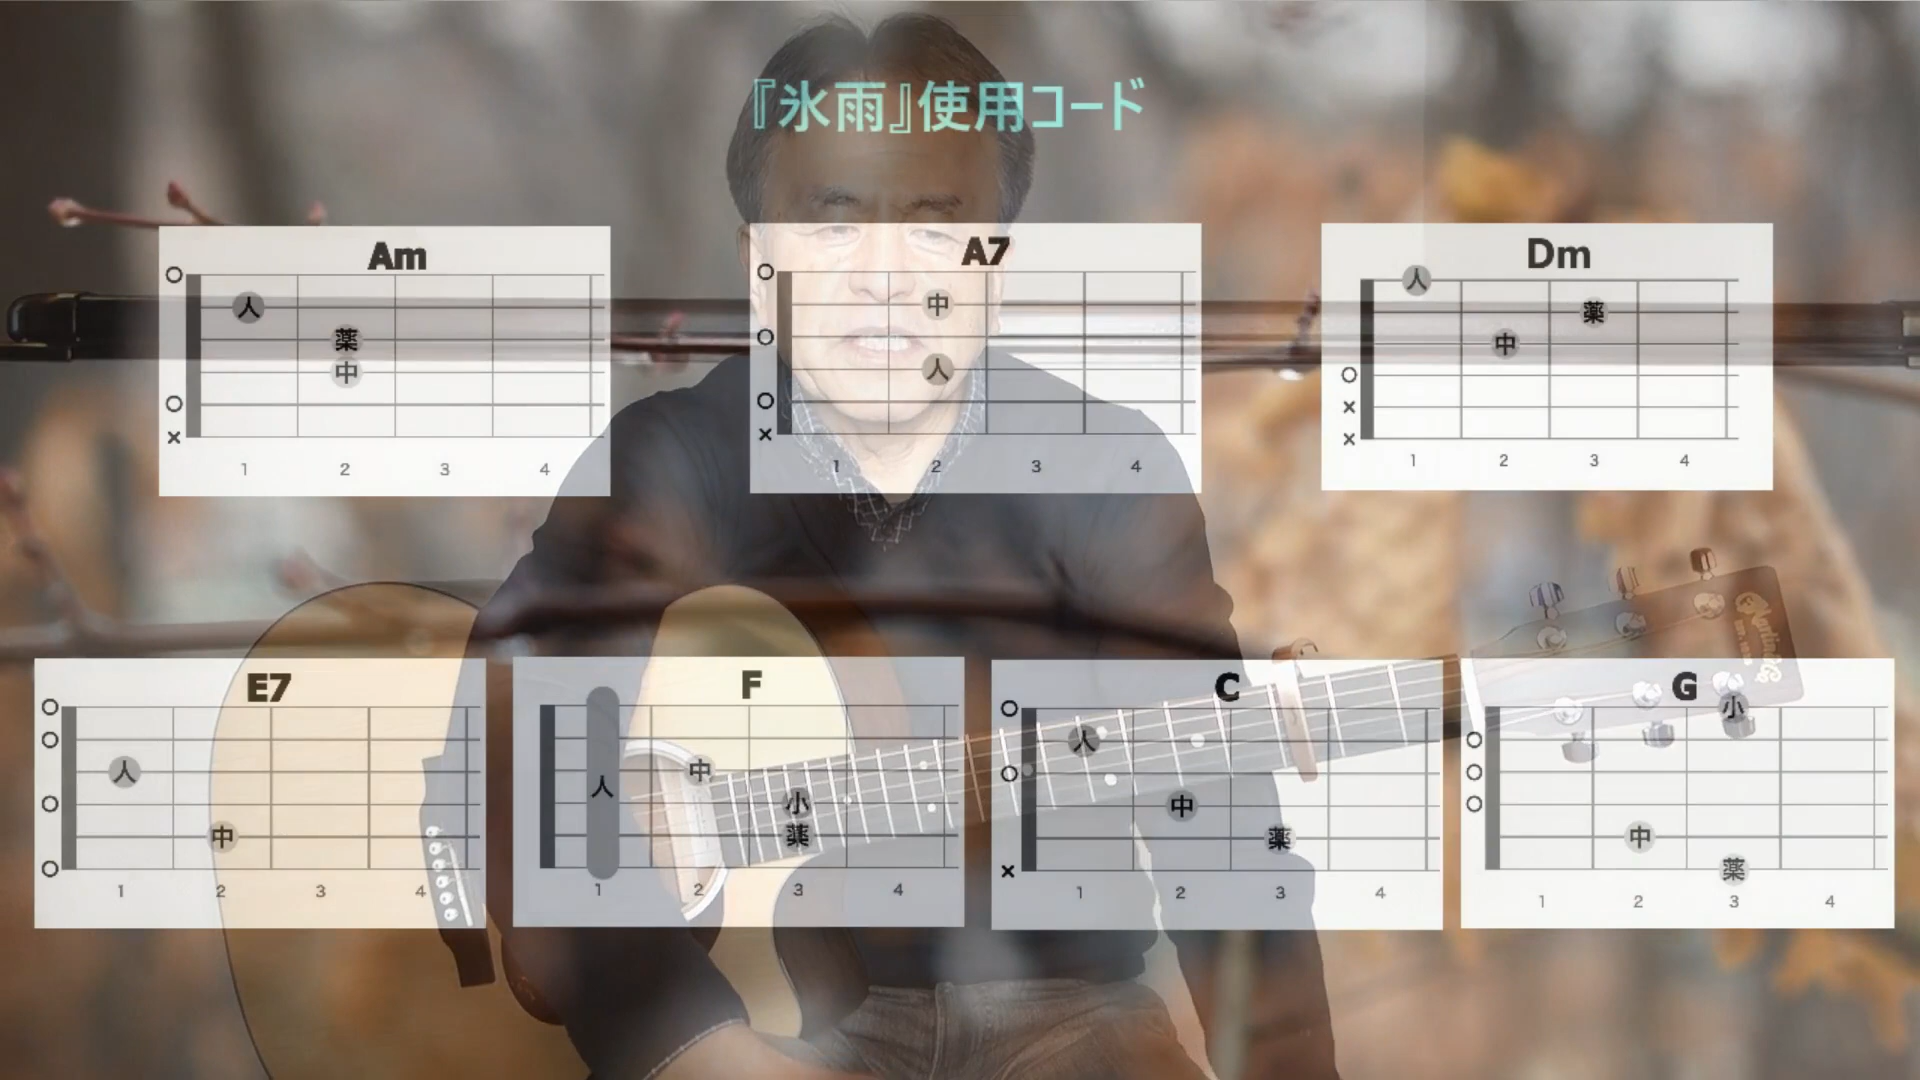 『氷雨』使用コード
Am
○
人
薬
中
○
×
1 2 3 4
A7
○
中
○
人
○
×
1 2 3 4
Dm
人
薬
中
○
×
×
1 2 3 4
E7
○
○
人
○
中
○
1 2 3 4
F
人
中
小
薬
1 2 3 4
C
○
人
○
中
薬
×
1 2 3 4
G
小
○
○
○
中
薬
1 2 3 4